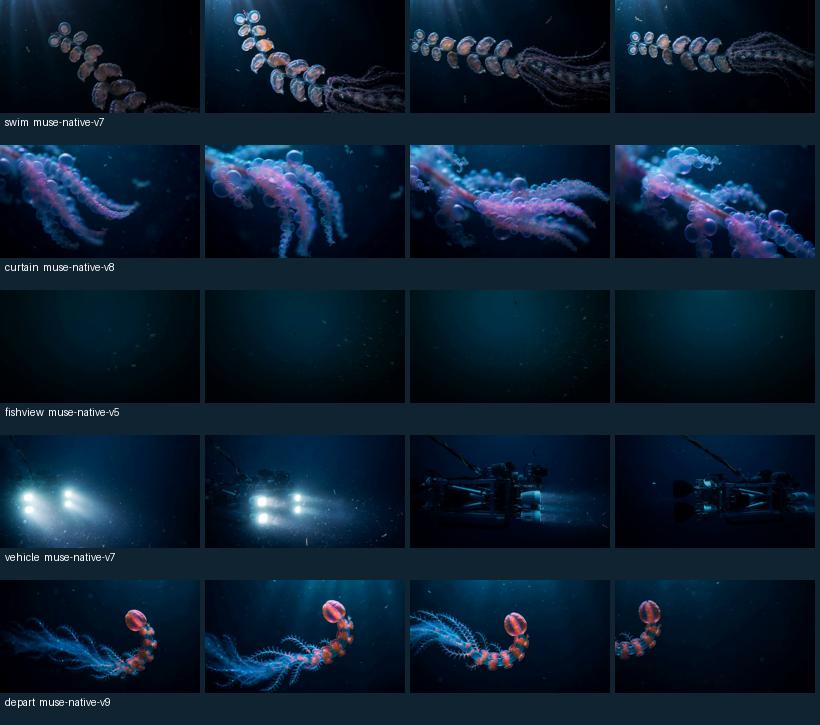 swim muse-native-v7
curtain muse-native-v8
fishview muse-native-v5
vehicle muse-native-v7
depart muse-native-v9